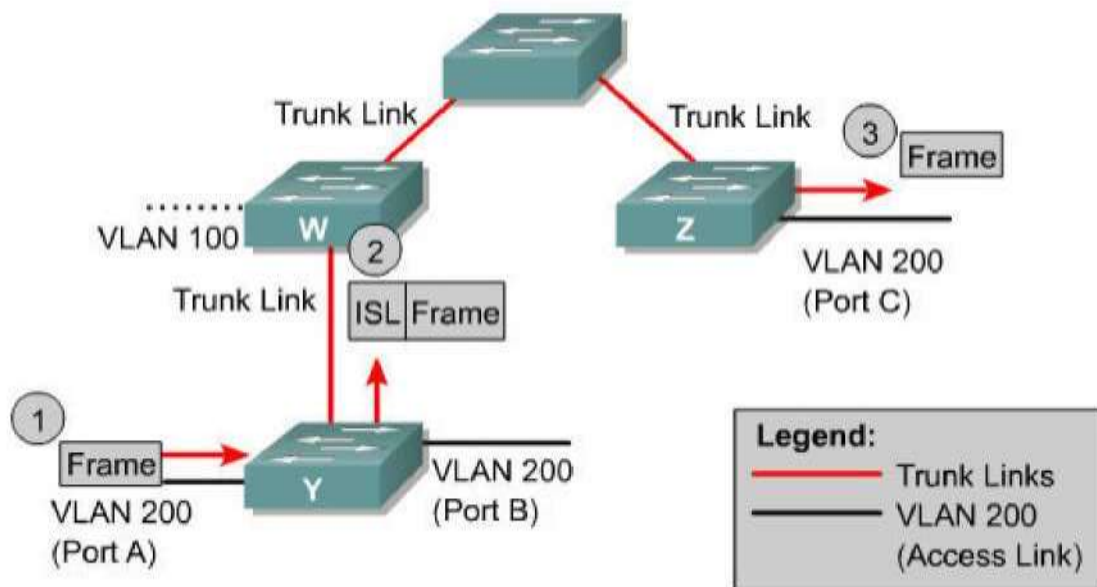 Trunk Link
Trunk Link
3
Frame
W
Z
VLAN 100
2
VLAN 200
(Port C)
Trunk Link
ISL Frame
1
Frame
VLAN 200
(Port A)
Y
VLAN 200
(Port B)
Legend:
Trunk Links
VLAN 200
(Access Link)